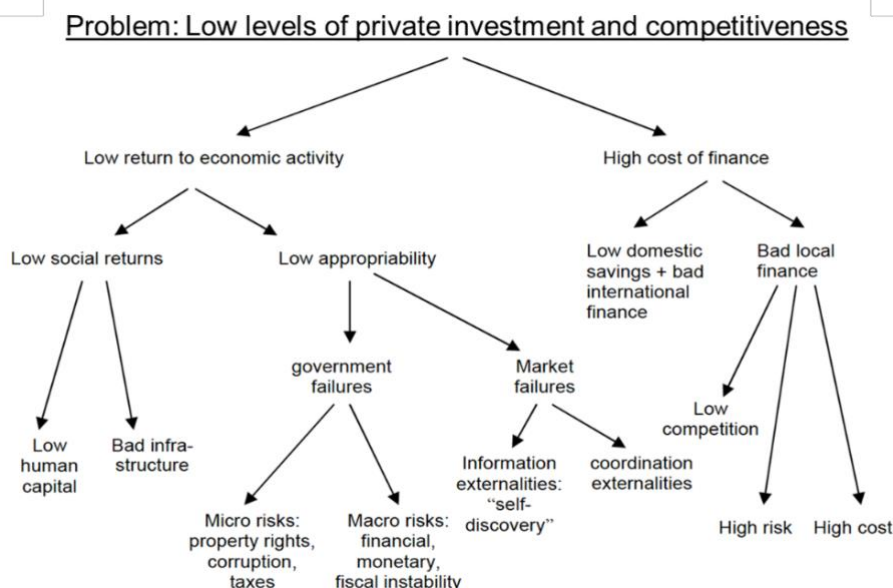 Problem: Low levels of private investment and competitiveness
Low return to economic activity
High cost of finance
Low social returns
Low appropriability
Low domestic
savings + bad
international
finance
Bad local
finance
government
failures
Market
failures
Low
human
capital
Bad infra-
structure
Low
competition
Micro risks:
property rights,
corruption,
taxes
Macro risks:
financial,
monetary,
fiscal instability
Information
externalities:
“self-
discovery”
coordination
externalities
High risk
High cost